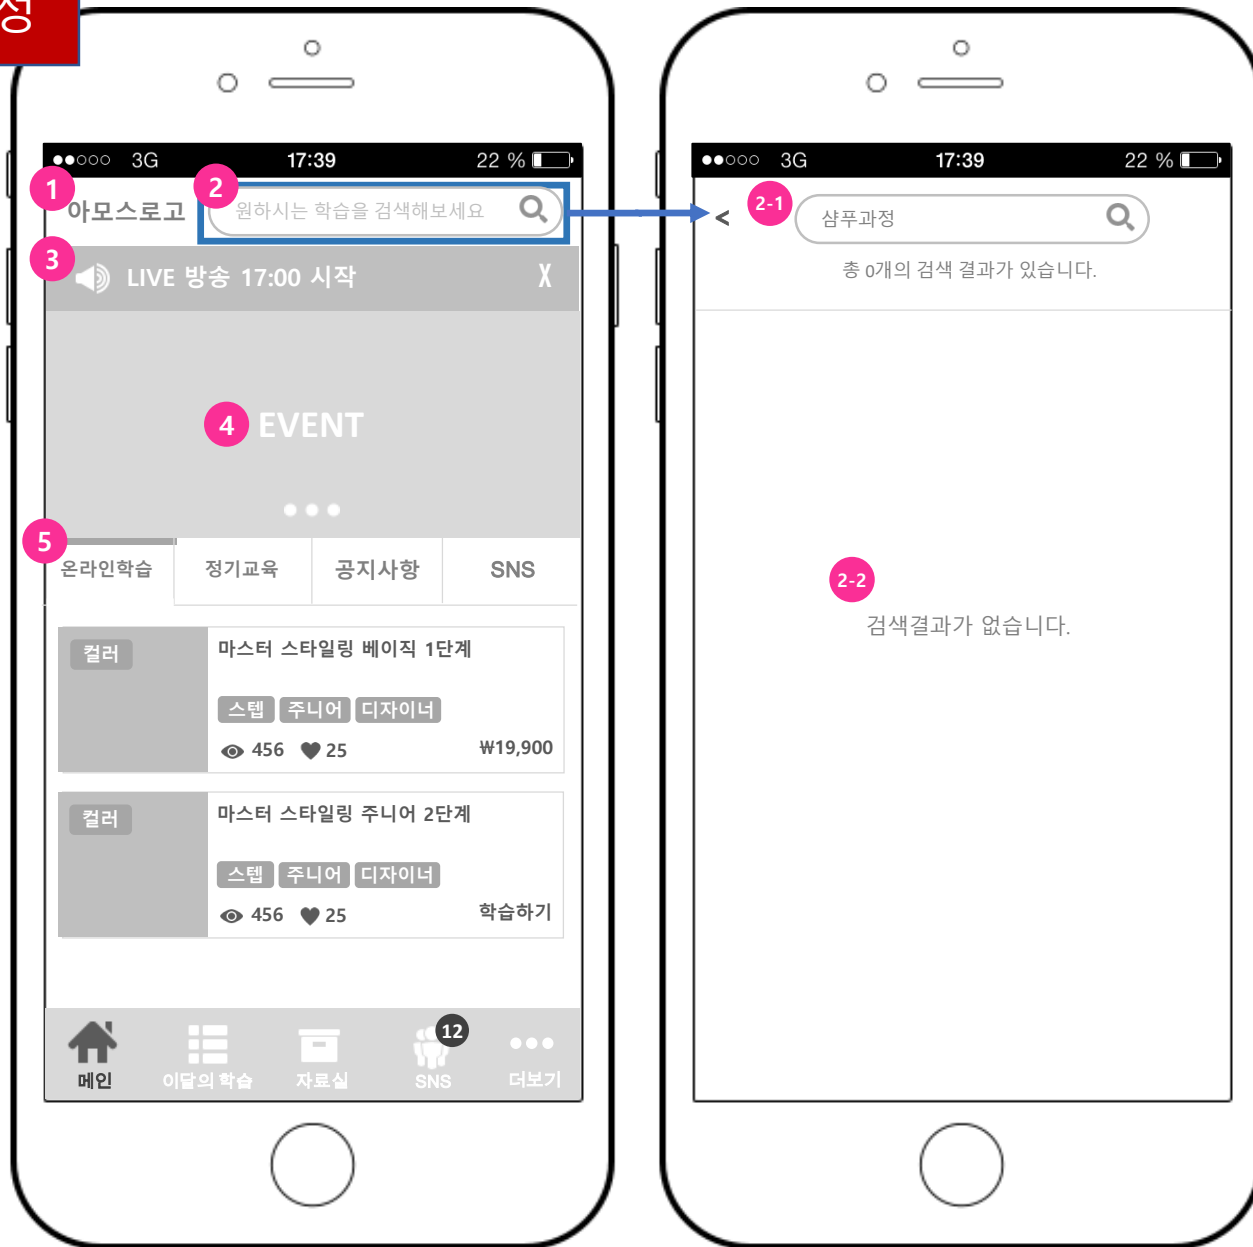 정
3G 17:39 22 %
1
아모스로고
2
원하시는 학습을 검색해보세요
3
LIVE 방송 17:00 시작 X
4
EVENT
5
온라인학습 정기교육 공지사항 SNS
컬러
마스터 스타일링 베이직 1단계
스텝 주니어 디자이너
456 25 ₩19,900
컬러
마스터 스타일링 주니어 2단계
스텝 주니어 디자이너
456 25 학습하기
12
메인 이달의 학습 자료실 SNS 더보기
3G 17:39 22 %
<
2-1
샴푸과정
총 0개의 검색 결과가 있습니다.
2-2
검색결과가 없습니다.